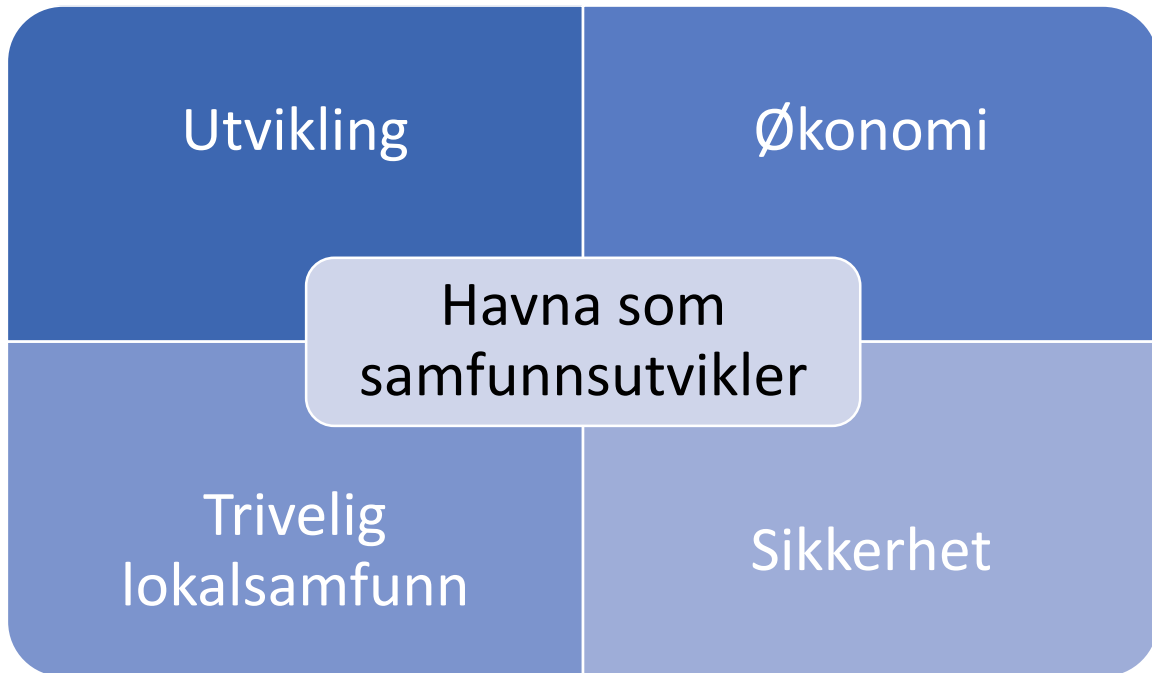 Utvikling
Økonomi
Havna som
samfunnsutvikler
Trivelig
lokalsamfunn
Sikkerhet